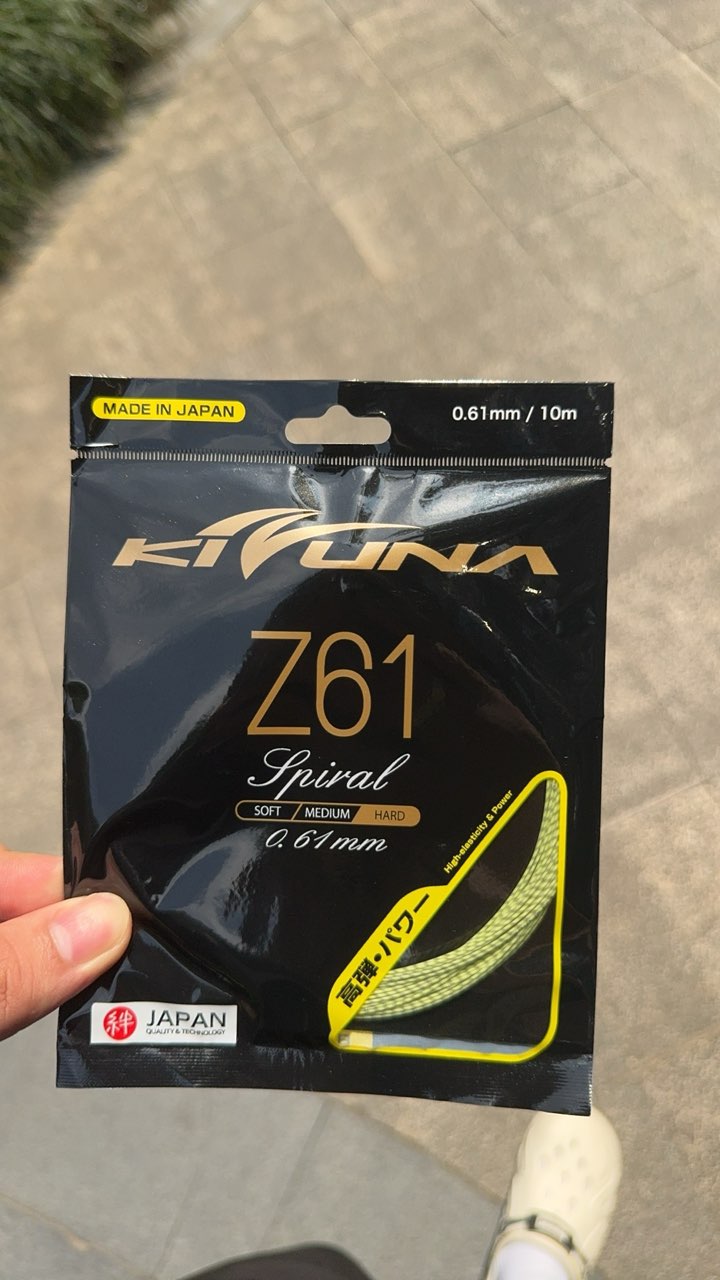 MADE IN JAPAN
0.61mm / 10m
KIZUNA
Z61
Spiral
SOFT / MEDIUM / HARD
0.61mm
High-elasticity & Power
高弾・パワー
絆 JAPAN
QUALITY & TECHNOLOGY